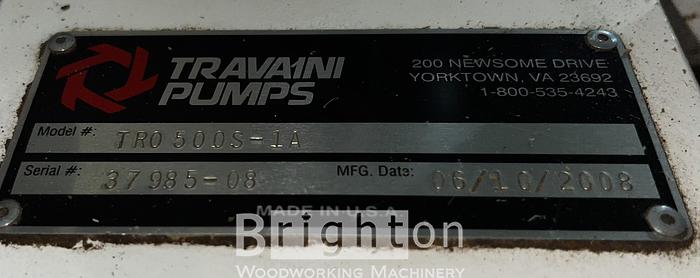 TRAVAINI
PUMPS
200 NEWSOME DRIVE
YORKTOWN, VA 23692
1-800-535-4243
Model #: TRO 500S-1A
Serial #: 37985-08 MFG. Date: 06/10/2008
MADE IN U.S.A.
Brighton
WOODWORKING MACHINERY